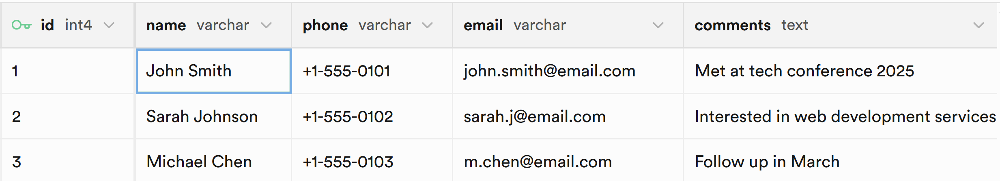 id int4 name varchar phone varchar email varchar comments text
1 John Smith +1-555-0101 john.smith@email.com Met at tech conference 2025
2 Sarah Johnson +1-555-0102 sarah.j@email.com Interested in web development services
3 Michael Chen +1-555-0103 m.chen@email.com Follow up in March